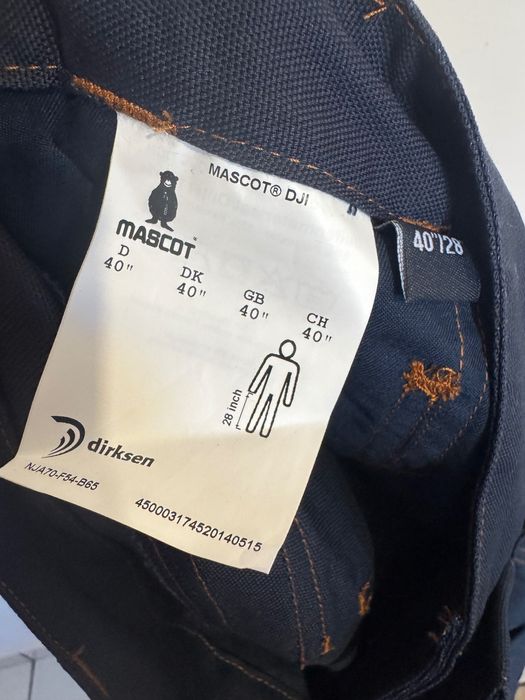 MASCOT® DJI
MASCOT
D
40"
DK
40"
GB
40"
CH
40"
28 inch
dirksen
NJA70-F54-B65
450003174520140515
40"/28